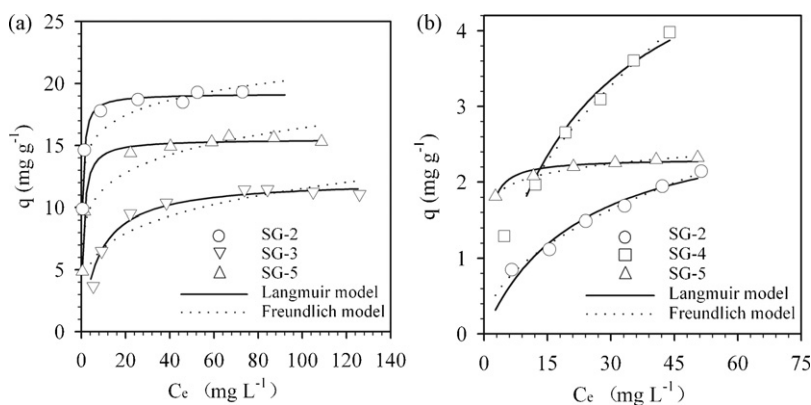 (a)
25
20
15
10
5
0
q (mg g⁻¹)
SG-2
SG-3
SG-5
Langmuir model
Freundlich model
0 20 40 60 80 100 120 140
Cₑ (mg L⁻¹)
(b)
4
3
2
1
0
q (mg g⁻¹)
SG-2
SG-4
SG-5
Langmuir model
Freundlich model
0 15 30 45 60 75
Cₑ (mg L⁻¹)